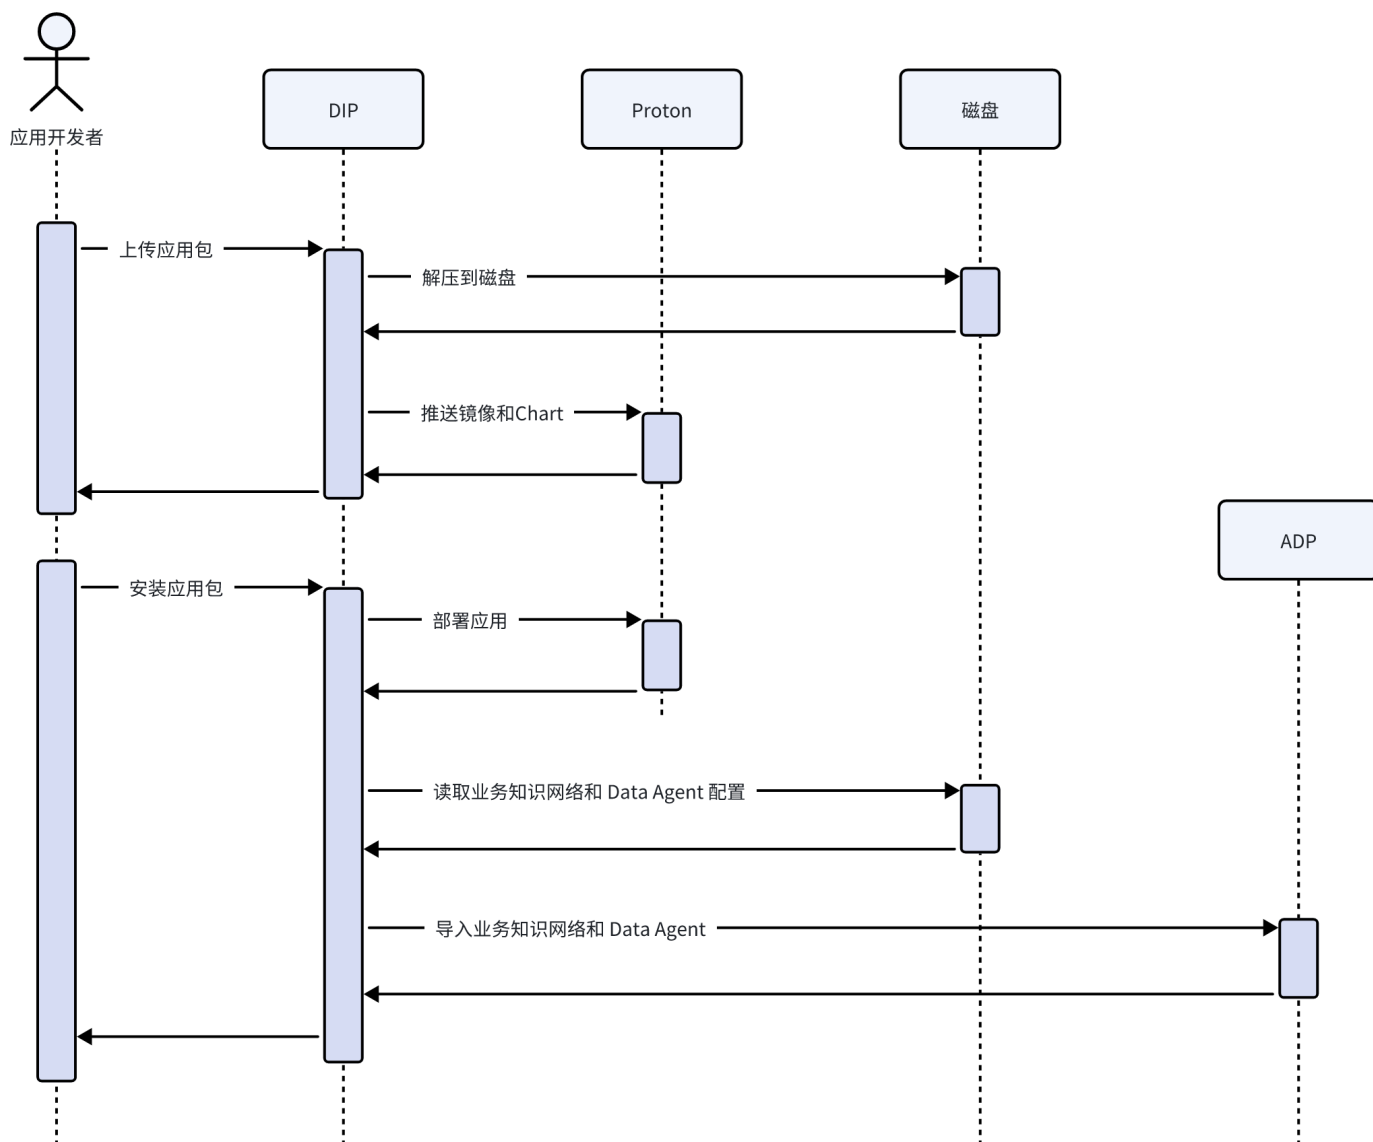 应用开发者
DIP
Proton
磁盘
上传应用包
解压到磁盘
推送镜像和Chart
ADP
安装应用包
部署应用
读取业务知识网络和 Data Agent 配置
导入业务知识网络和 Data Agent